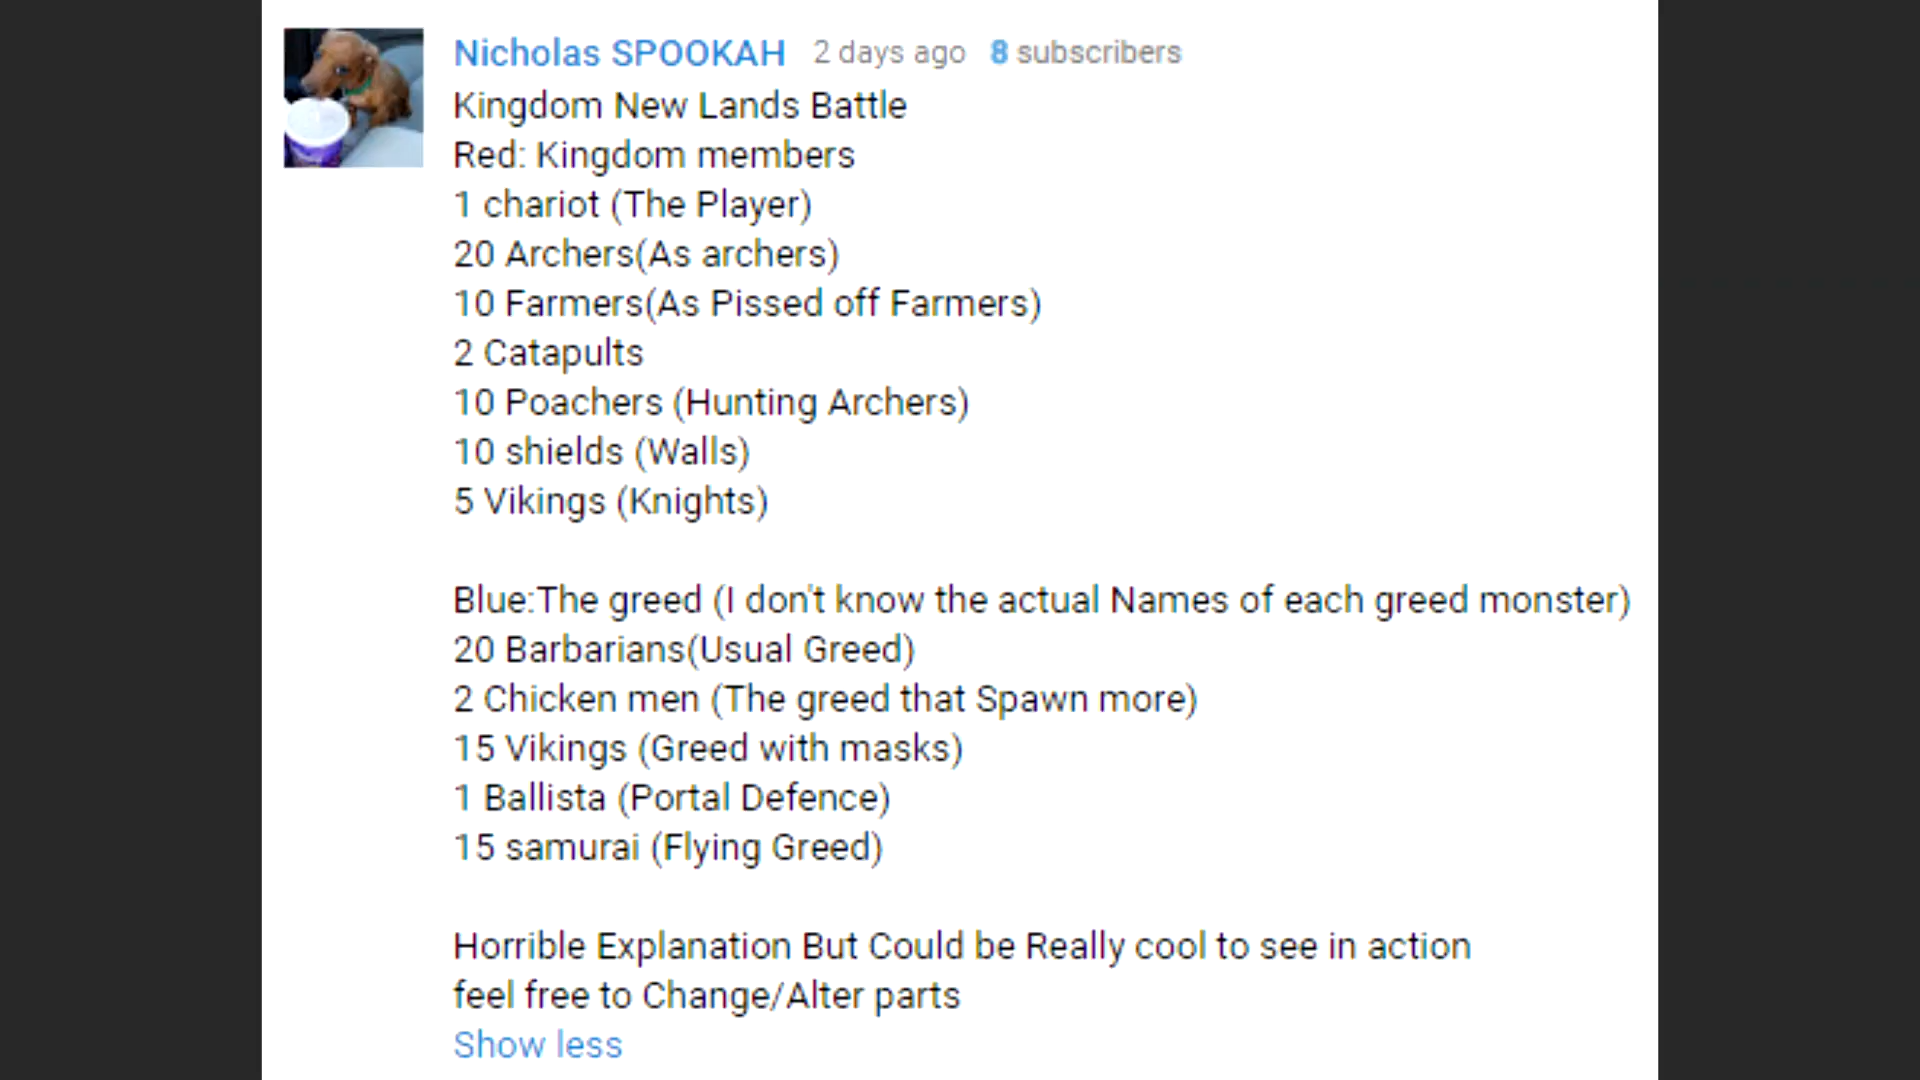 Nicholas SPOOKAH 2 days ago 8 subscribers
Kingdom New Lands Battle
Red: Kingdom members
1 chariot (The Player)
20 Archers(As archers)
10 Farmers(As Pissed off Farmers)
2 Catapults
10 Poachers (Hunting Archers)
10 shields (Walls)
5 Vikings (Knights)
Blue:The greed (I don't know the actual Names of each greed monster)
20 Barbarians(Usual Greed)
2 Chicken men (The greed that Spawn more)
15 Vikings (Greed with masks)
1 Ballista (Portal Defence)
15 samurai (Flying Greed)
Horrible Explanation But Could be Really cool to see in action
feel free to Change/Alter parts
Show less